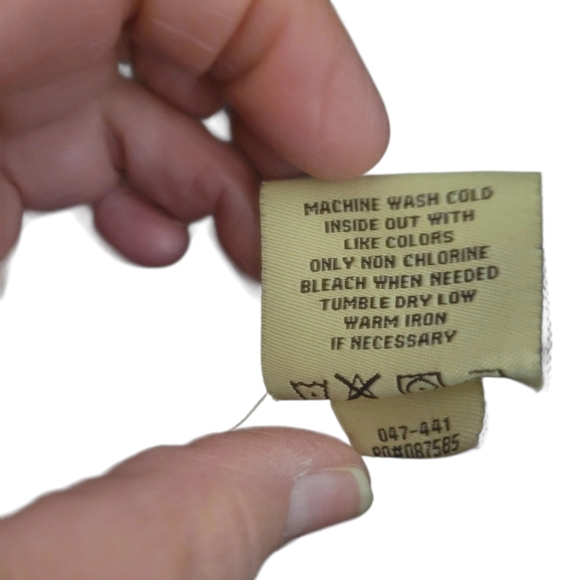 MACHINE WASH COLD
INSIDE OUT WITH
LIKE COLORS
ONLY NON CHLORINE
BLEACH WHEN NEEDED
TUMBLE DRY LOW
WARM IRON
IF NECESSARY
047-441
PO#087585